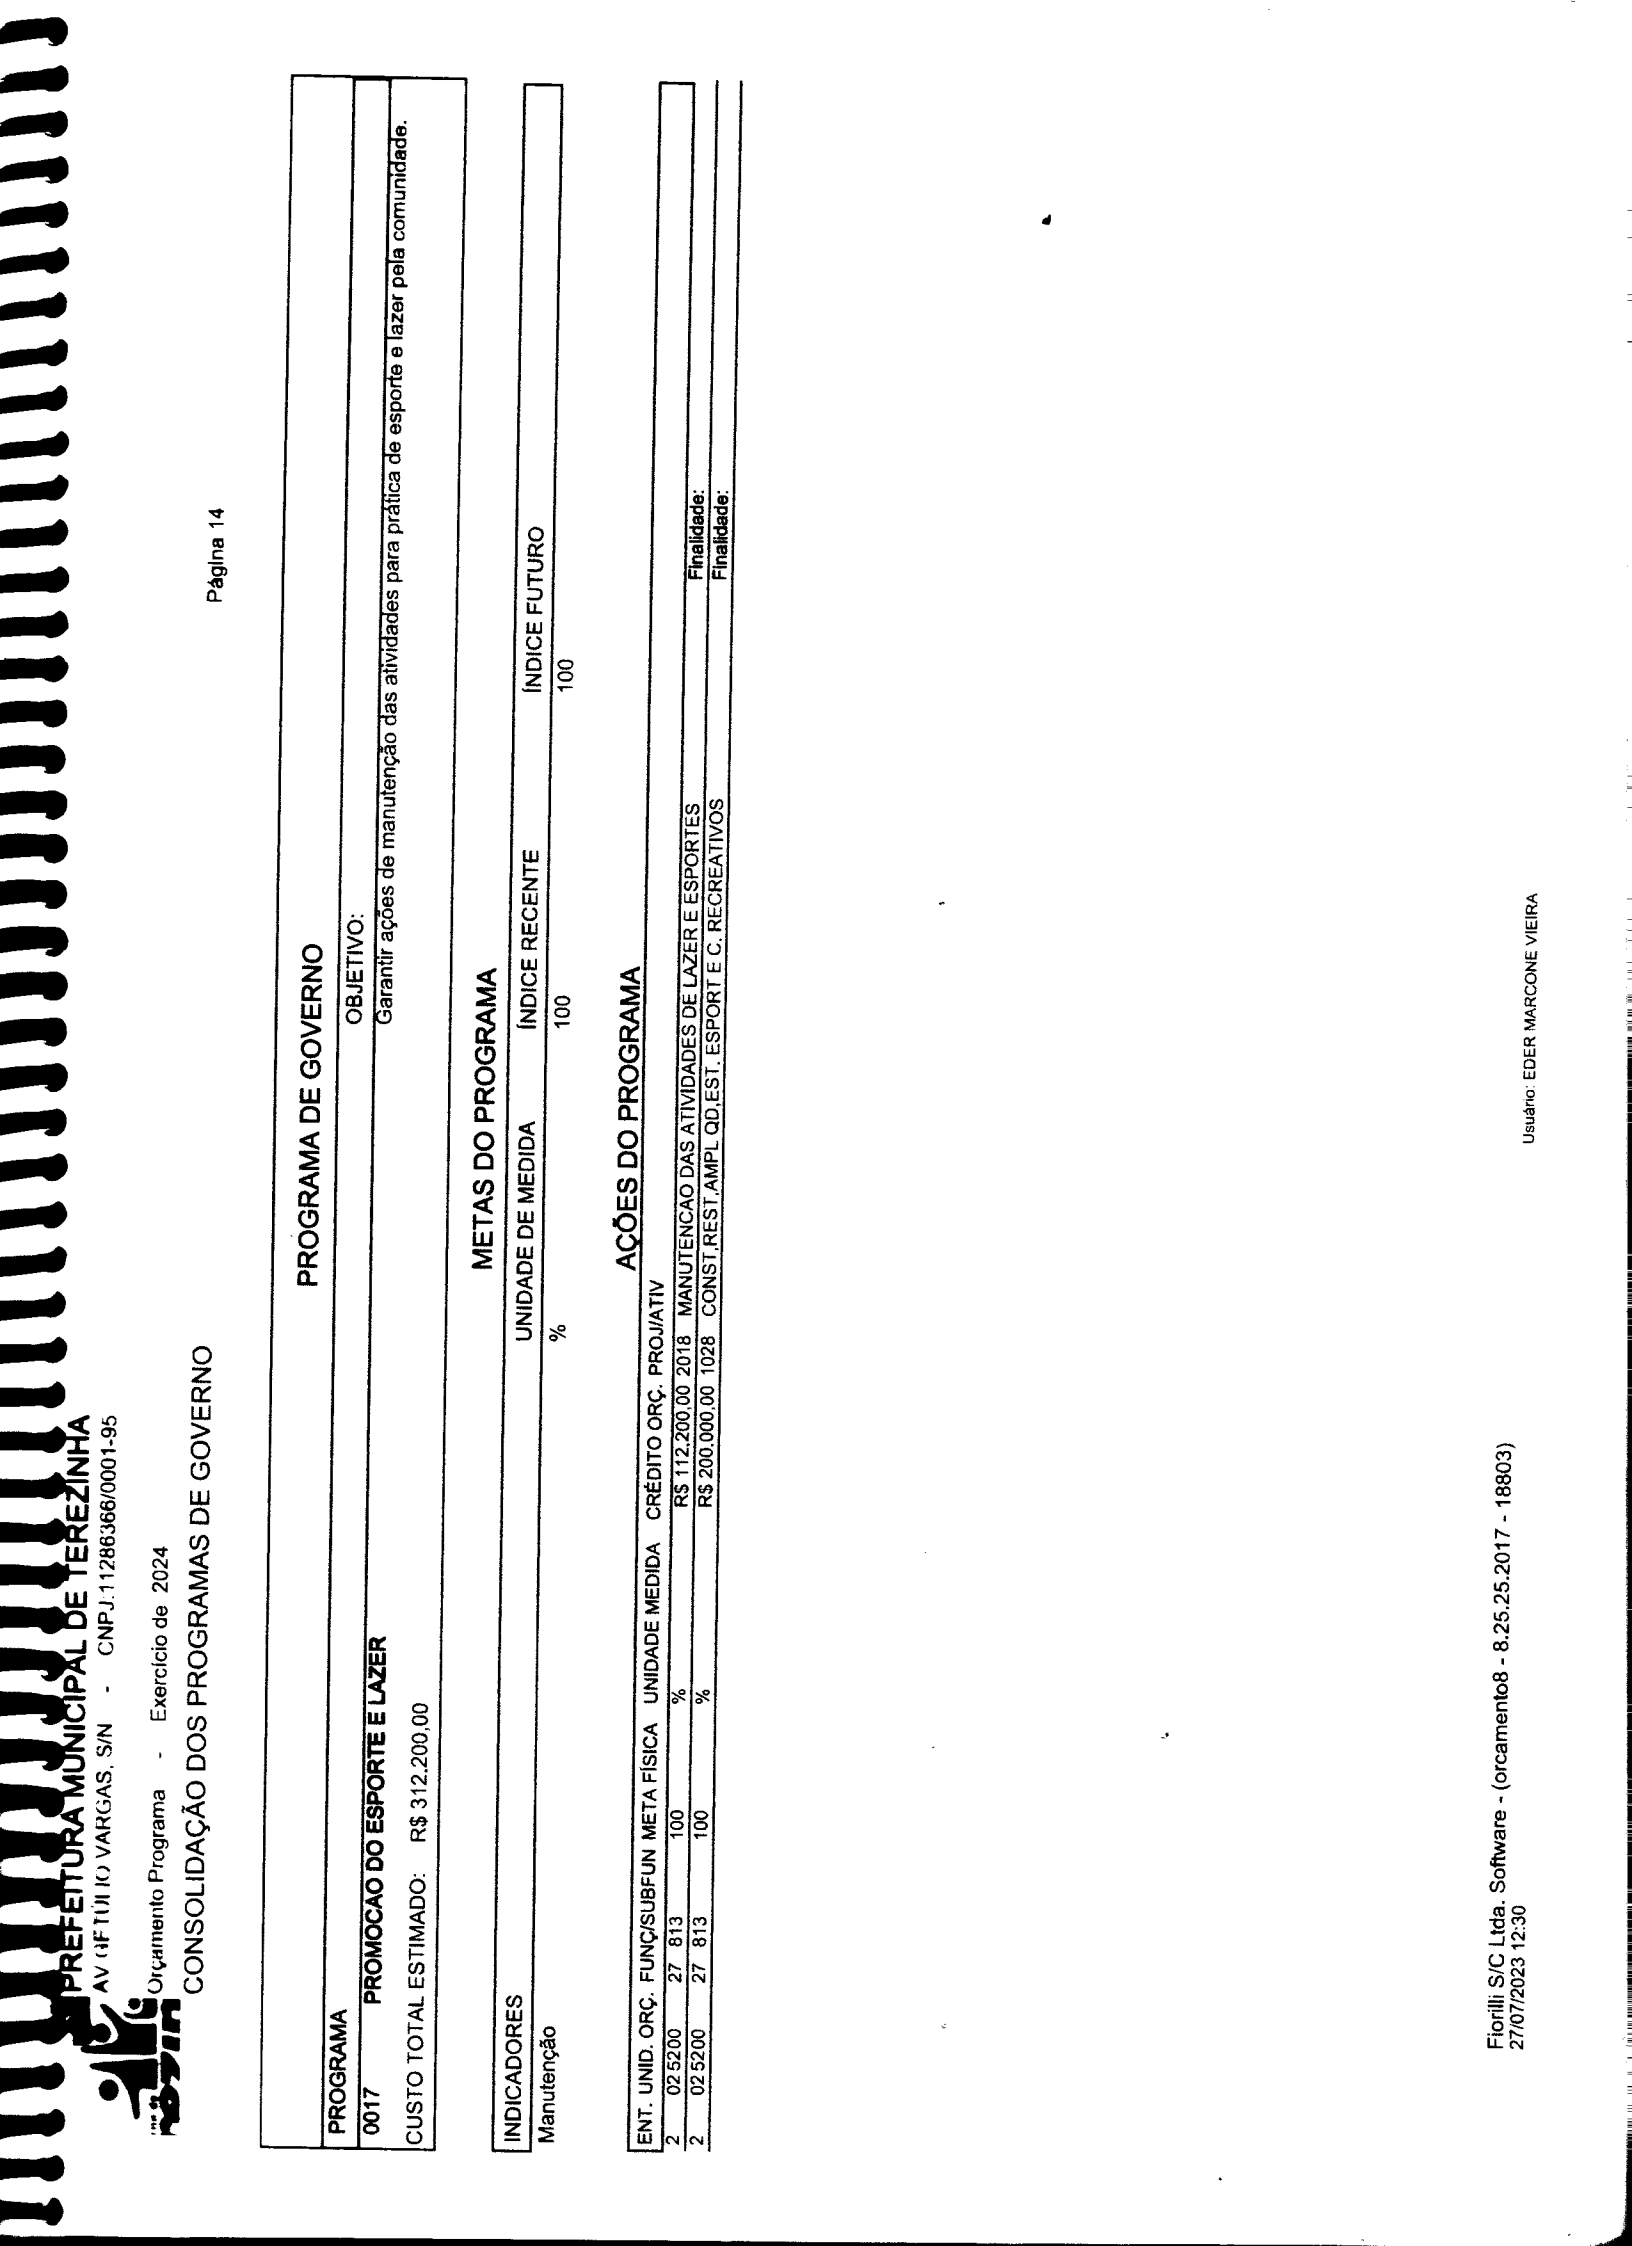 PREFEITURA MUNICIPAL DE TEREZINHA
AV GETÚLIO VARGAS, S/N - CNPJ:11286366/0001-95
Orçamento Programa - Exercício de 2024
CONSOLIDAÇÃO DOS PROGRAMAS DE GOVERNO
Página 14
PROGRAMA DE GOVERNO
PROGRAMA OBJETIVO:
0017 PROMOCAO DO ESPORTE E LAZER Garantir ações de manutenção das atividades para prática de esporte e lazer pela comunidade.
CUSTO TOTAL ESTIMADO: R$ 312.200,00
METAS DO PROGRAMA
INDICADORES UNIDADE DE MEDIDA ÍNDICE RECENTE ÍNDICE FUTURO
Manutenção % 100 100
AÇÕES DO PROGRAMA
ENT. UNID. ORÇ. FUNÇ/SUBFUN META FÍSICA UNIDADE MEDIDA CRÉDITO ORÇ. PROJ/ATIV
2 025200 27 813 100 % R$ 112.200,00 2018 MANUTENCAO DAS ATIVIDADES DE LAZER E ESPORTES Finalidade:
2 025200 27 813 100 % R$ 200.000,00 1028 CONST,REST,AMPL QD,EST. ESPORT E C. RECREATIVOS Finalidade:
Fiorilli S/C Ltda. Software - (orcamento8 - 8.25.25.2017 - 18803)
27/07/2023 12:30
Usuário: EDER MARCONE VIEIRA